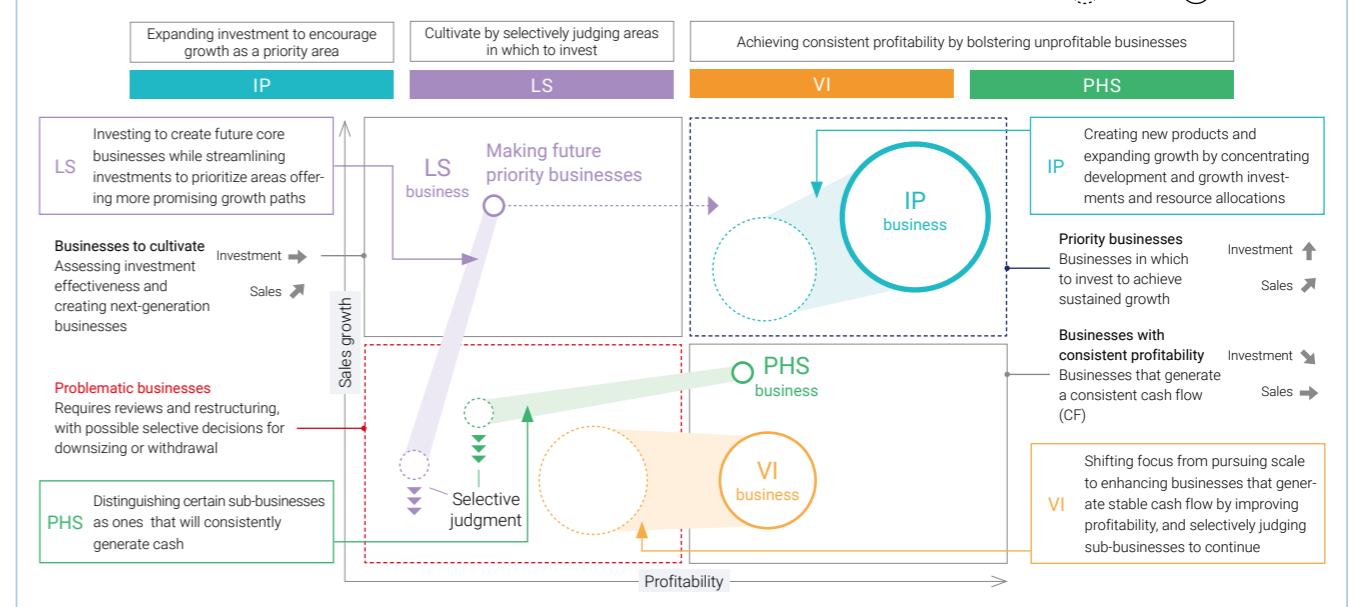 Expanding investment to encourage
growth as a priority area
Cultivate by selectively judging areas
in which to invest
Achieving consistent profitability by bolstering unprofitable businesses
IP
LS
VI
PHS
LS
Investing to create future core
businesses while streamlining
investments to prioritize areas offer-
ing more promising growth paths
Businesses to cultivate
Assessing investment
effectiveness and
creating next-generation
businesses
Investment
Sales
Problematic businesses
Requires reviews and restructuring,
with possible selective decisions for
downsizing or withdrawal
PHS
Distinguishing certain sub-businesses
as ones that will consistently
generate cash
Sales growth
LS
business
Making future
priority businesses
IP
business
PHS
business
VI
business
Selective
judgment
Profitability
IP
Creating new products and
expanding growth by concentrating
development and growth invest-
ments and resource allocations
Priority businesses
Businesses in which
to invest to achieve
sustained growth
Investment
Sales
Businesses with
consistent profitability
Businesses that generate
a consistent cash flow
(CF)
Investment
Sales
VI
Shifting focus from pursuing scale
to enhancing businesses that gener-
ate stable cash flow by improving
profitability, and selectively judging
sub-businesses to continue